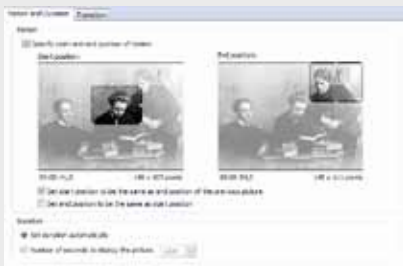 Motion and Duration Transition
Motion
Specify start and end position of motion
Start position: End position:
Set start position to be the same as end position of the previous picture
Set end position to be the same as start position
Duration
Set duration automatically
Number of seconds to display the picture: